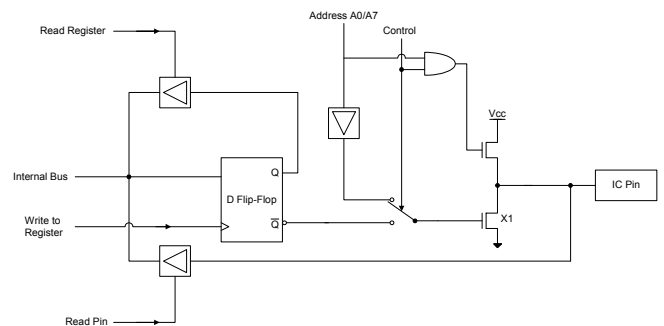 Address A0/A7
Read Register
Control
Vcc
Internal Bus
Q
D Flip-Flop
IC Pin
Write to
Register
Q̅
X1
Read Pin